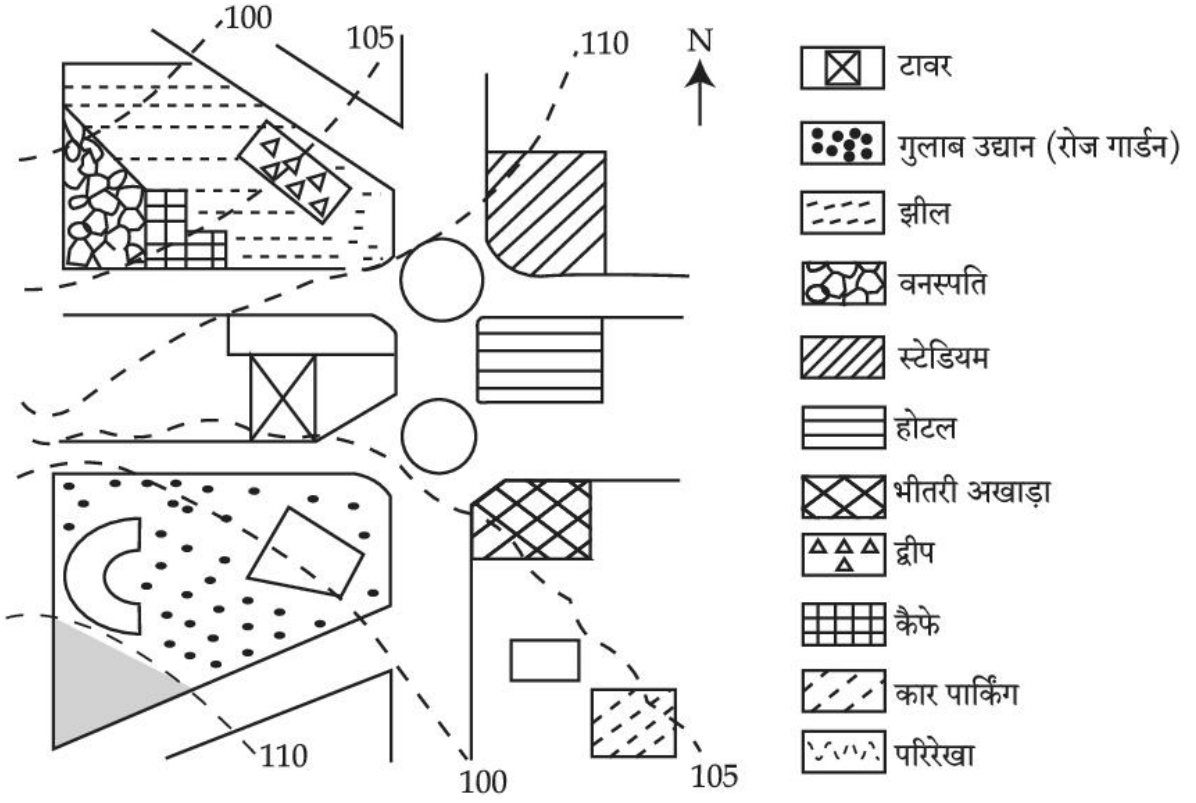 100
105
110
N
110
100
105
टावर
गुलाब उद्यान (रोज गार्डन)
झील
वनस्पति
स्टेडियम
होटल
भीतरी अखाड़ा
द्वीप
कैफे
कार पार्किंग
परिरेखा